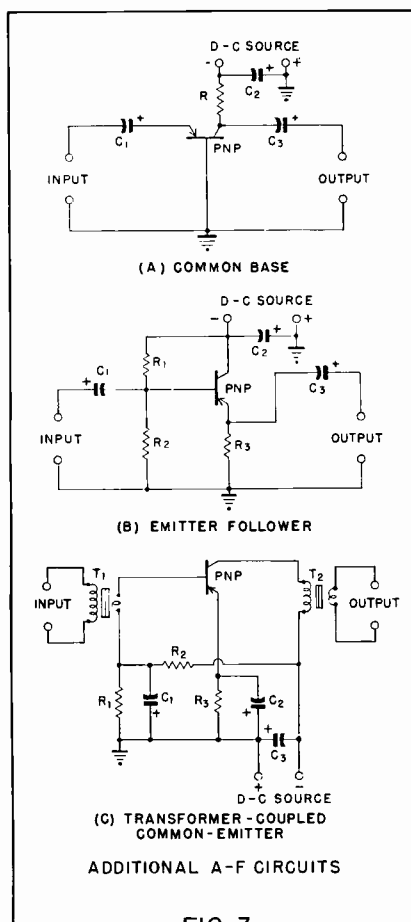 D-C SOURCE
- +
C2 +
R
C1 + PNP C3 +
INPUT OUTPUT
(A) COMMON BASE
D-C SOURCE
- +
R1 C2 +
+ C1 PNP C3 +
INPUT R2 R3 OUTPUT
(B) EMITTER FOLLOWER
PNP
T1 T2
INPUT OUTPUT
R2
R1 C1 + R3 + C2
+ C3
+ -
D-C SOURCE
(C) TRANSFORMER-COUPLED
COMMON-EMITTER
ADDITIONAL A-F CIRCUITS